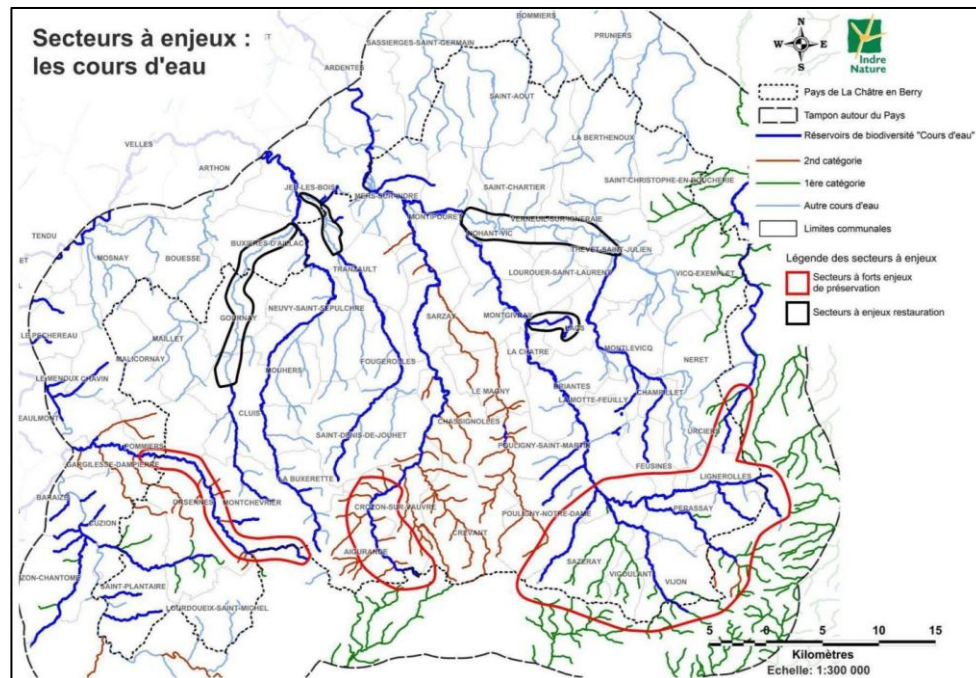 Secteurs à enjeux :
les cours d'eau
N
W E
S
Indre
Nature
Pays de La Châtre en Berry
Tampon autour du Pays
Réservoirs de biodiversité "Cours d'eau"
2nd catégorie
1ère catégorie
Autre cours d'eau
Limites communales
Légende des secteurs à enjeux
Secteurs à forts enjeux
de préservation
Secteurs à enjeux restauration
BOMMIERS
SASSIERGES-SAINT-GERMAIN
PRUNIERS
ARDENTES
SAINT-AOUT
VELLES
LA BERTHENOUX
ARTHON
SAINT-CHARTIER
SAINT-CHRISTOPHE-EN-BOUCHERIE
JEU-LES-BOIS
MERS-SUR-INDRE
MONTIPOURET
VERNEUIL-SUR-IGNERAIE
NOHANT-VIC
TENDU
BUXIERES-D'AILLAC
THEVET-SAINT-JULIEN
MOSNAY
BOUESSE
TRANZAULT
LOUROUER-SAINT-LAURENT
VICQ-EXEMPLET
NEUVY-SAINT-SEPULCHRE
GOURNAY
SARZAY
MONTGIVRAY
LACS
LE PECHEREAU
MAILLET
MALICORNAY
FOUGEROLLES
LA CHATRE
MONTLEVICQ
NERET
MOUHERS
LE MENOUX
CHAVIN
LE MAGNY
BRIANTES
LAMOTTE-FEUILLY
CHAMPILLET
CLUIS
EAULMONT
SAINT-DENIS-DE-JOUHET
CHASSIGNOLLES
URCIERS
POMMIERS
POULIGNY-SAINT-MARTIN
GARGILESSE-DAMPIERRE
FEUSINES
LIGNEROLLES
LA BUXERETTE
BARAIZE
ORSENNES
MONTCHEVRIER
CROZON-SUR-VAUVRE
POULIGNY-NOTRE-DAME
PERASSAY
CUZION
CREVANT
AIGURANDE
SAZERAY
ZON-CHANTOME
VIGOULANT
VIJON
SAINT-PLANTAIRE
LOURDOUEIX-SAINT-MICHEL
5 0 5 10 15
Kilomètres
Echelle: 1:300 000